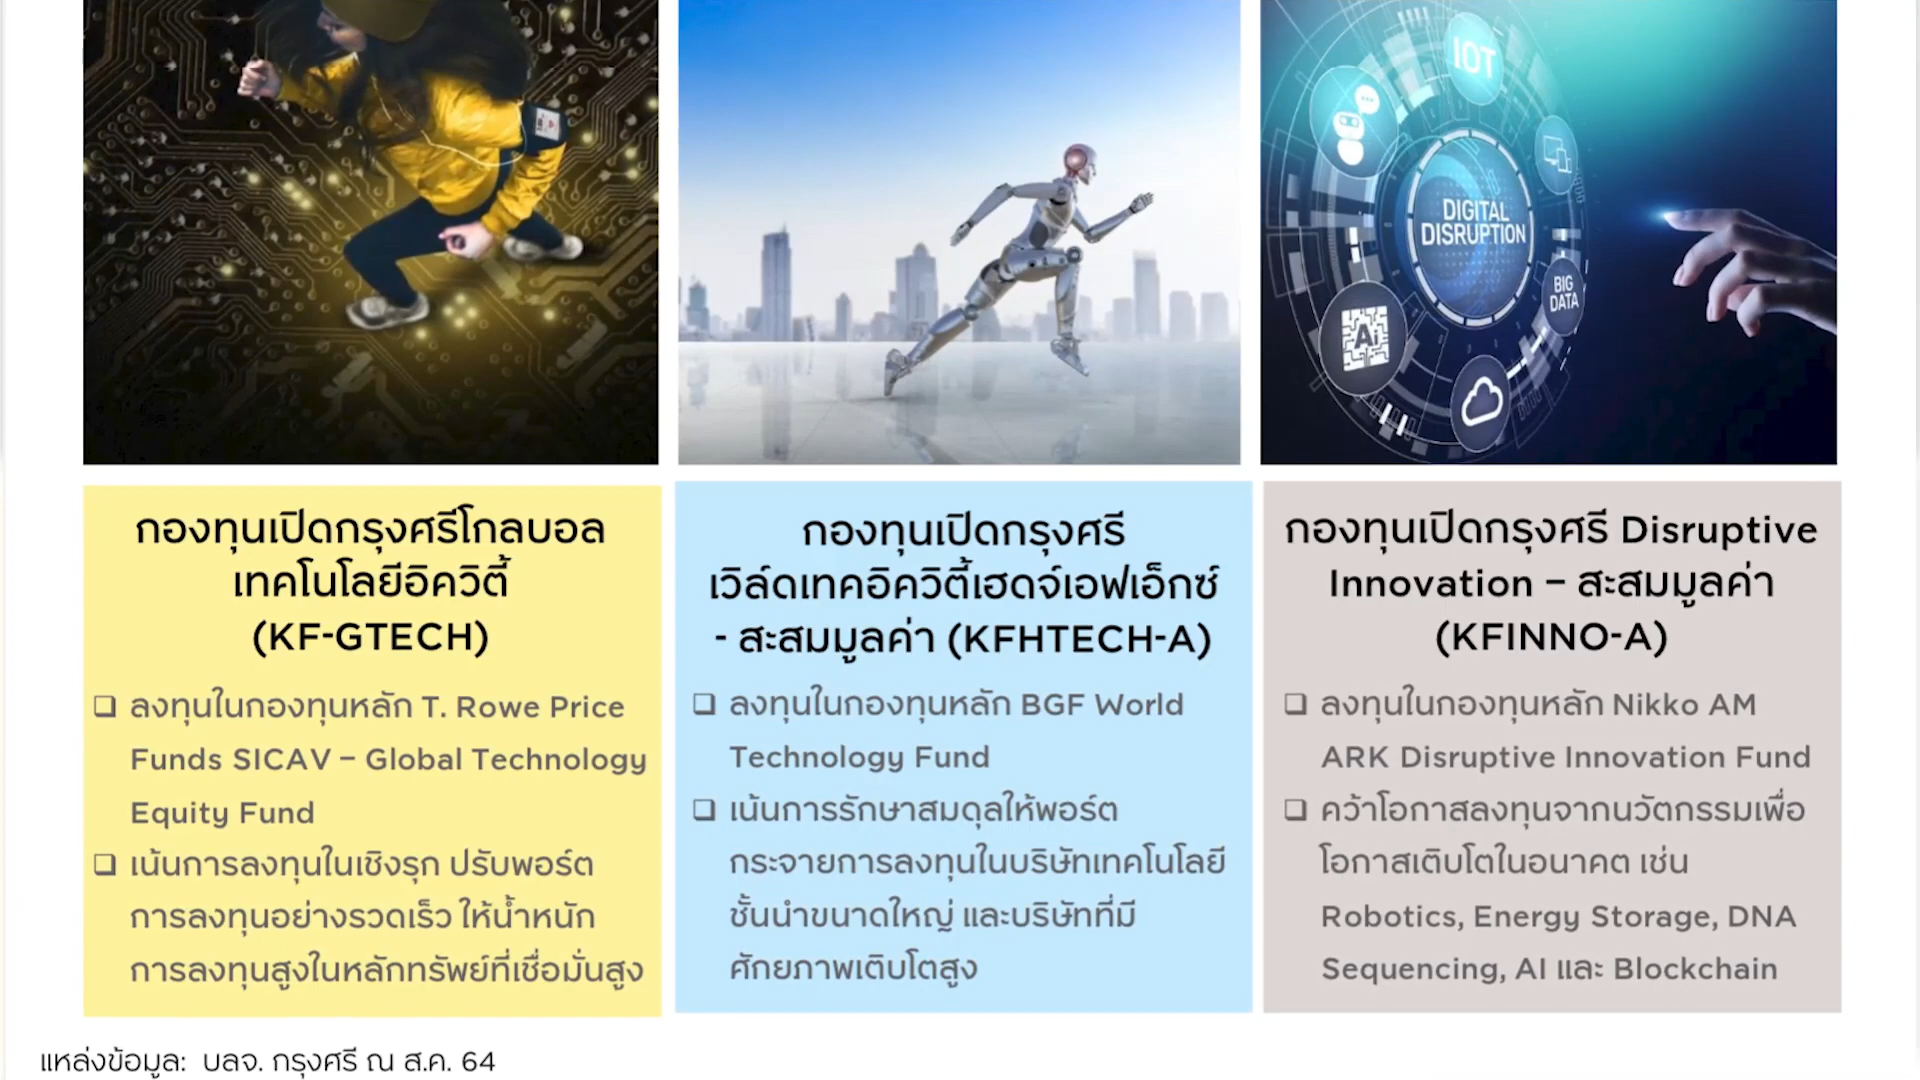 IOT
DIGITAL
DISRUPTION
BIG
DATA
Ai
กองทุนเปิดกรุงศรีโกลบอล
เทคโนโลยีอิควิตี้
(KF-GTECH)
❑ ลงทุนในกองทุนหลัก T. Rowe Price
Funds SICAV – Global Technology
Equity Fund
❑ เน้นการลงทุนในเชิงรุก ปรับพอร์ต
การลงทุนอย่างรวดเร็ว ให้น้ำหนัก
การลงทุนสูงในหลักทรัพย์ที่เชื่อมั่นสูง
กองทุนเปิดกรุงศรี
เวิล์ดเทคอิควิตี้เฮดจ์เอฟเอ็กซ์
- สะสมมูลค่า (KFHTECH-A)
❑ ลงทุนในกองทุนหลัก BGF World
Technology Fund
❑ เน้นการรักษาสมดุลให้พอร์ต
กระจายการลงทุนในบริษัทเทคโนโลยี
ชั้นนำขนาดใหญ่ และบริษัทที่มี
ศักยภาพเติบโตสูง
กองทุนเปิดกรุงศรี Disruptive
Innovation – สะสมมูลค่า
(KFINNO-A)
❑ ลงทุนในกองทุนหลัก Nikko AM
ARK Disruptive Innovation Fund
❑ คว้าโอกาสลงทุนจากนวัตกรรมเพื่อ
โอกาสเติบโตในอนาคต เช่น
Robotics, Energy Storage, DNA
Sequencing, AI และ Blockchain
แหล่งข้อมูล: บลจ. กรุงศรี ณ ส.ค. 64